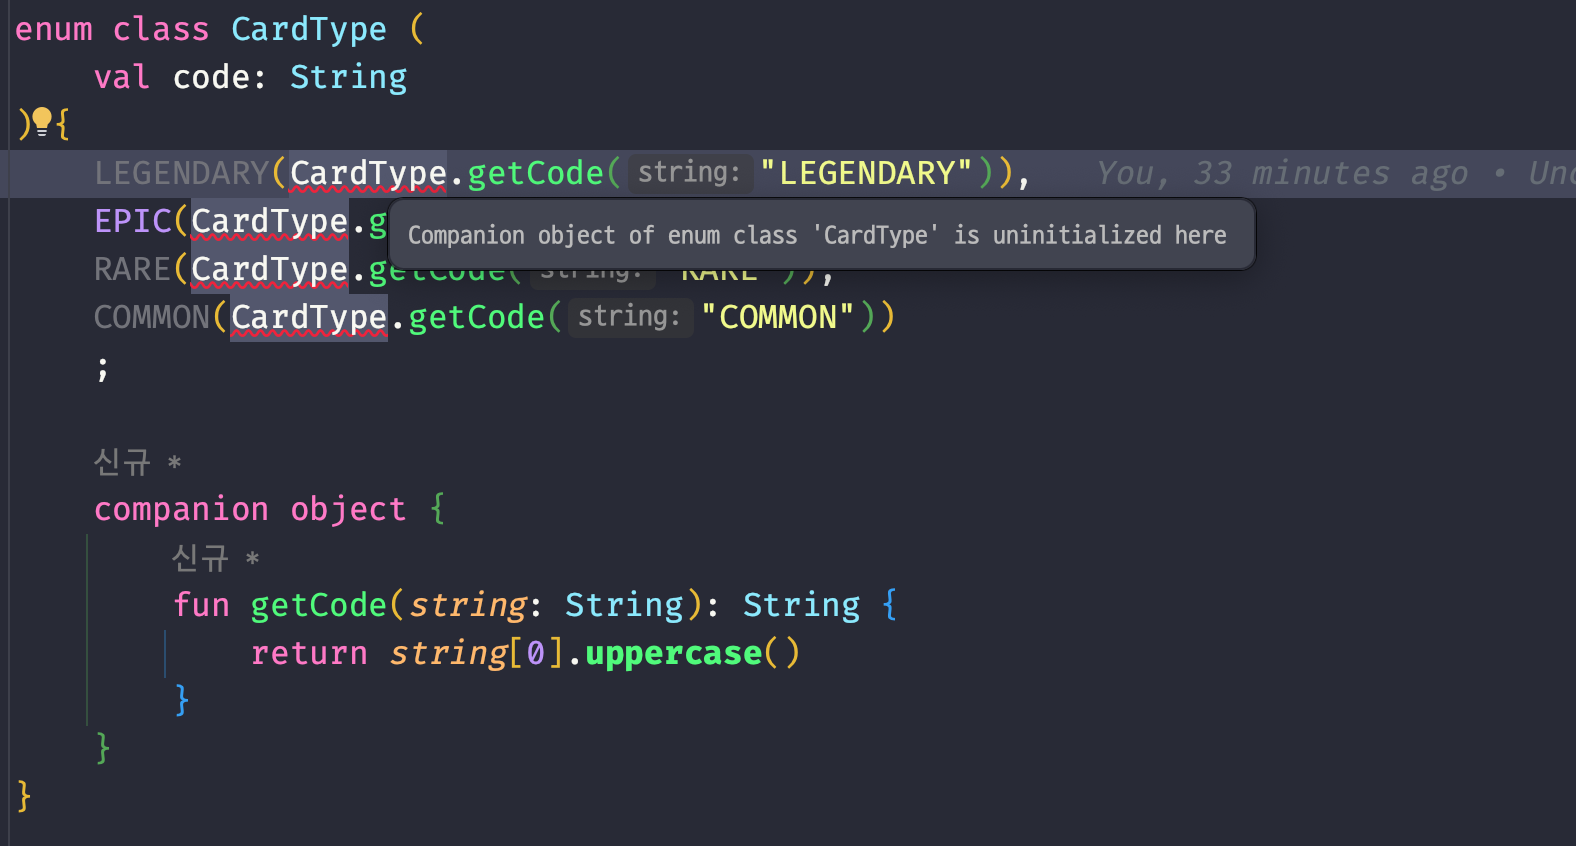 enum class CardType (
    val code: String
){
    LEGENDARY(CardType.getCode( string: "LEGENDARY")),    You, 33 minutes ago • Unc
    EPIC(CardType.g
Companion object of enum class 'CardType' is uninitialized here
    RARE(CardType.getCode( string: "RARE")),
    COMMON(CardType.getCode( string: "COMMON"))
    ;
    신규 *
    companion object {
        신규 *
        fun getCode(string: String): String {
            return string[0].uppercase()
        }
    }
}